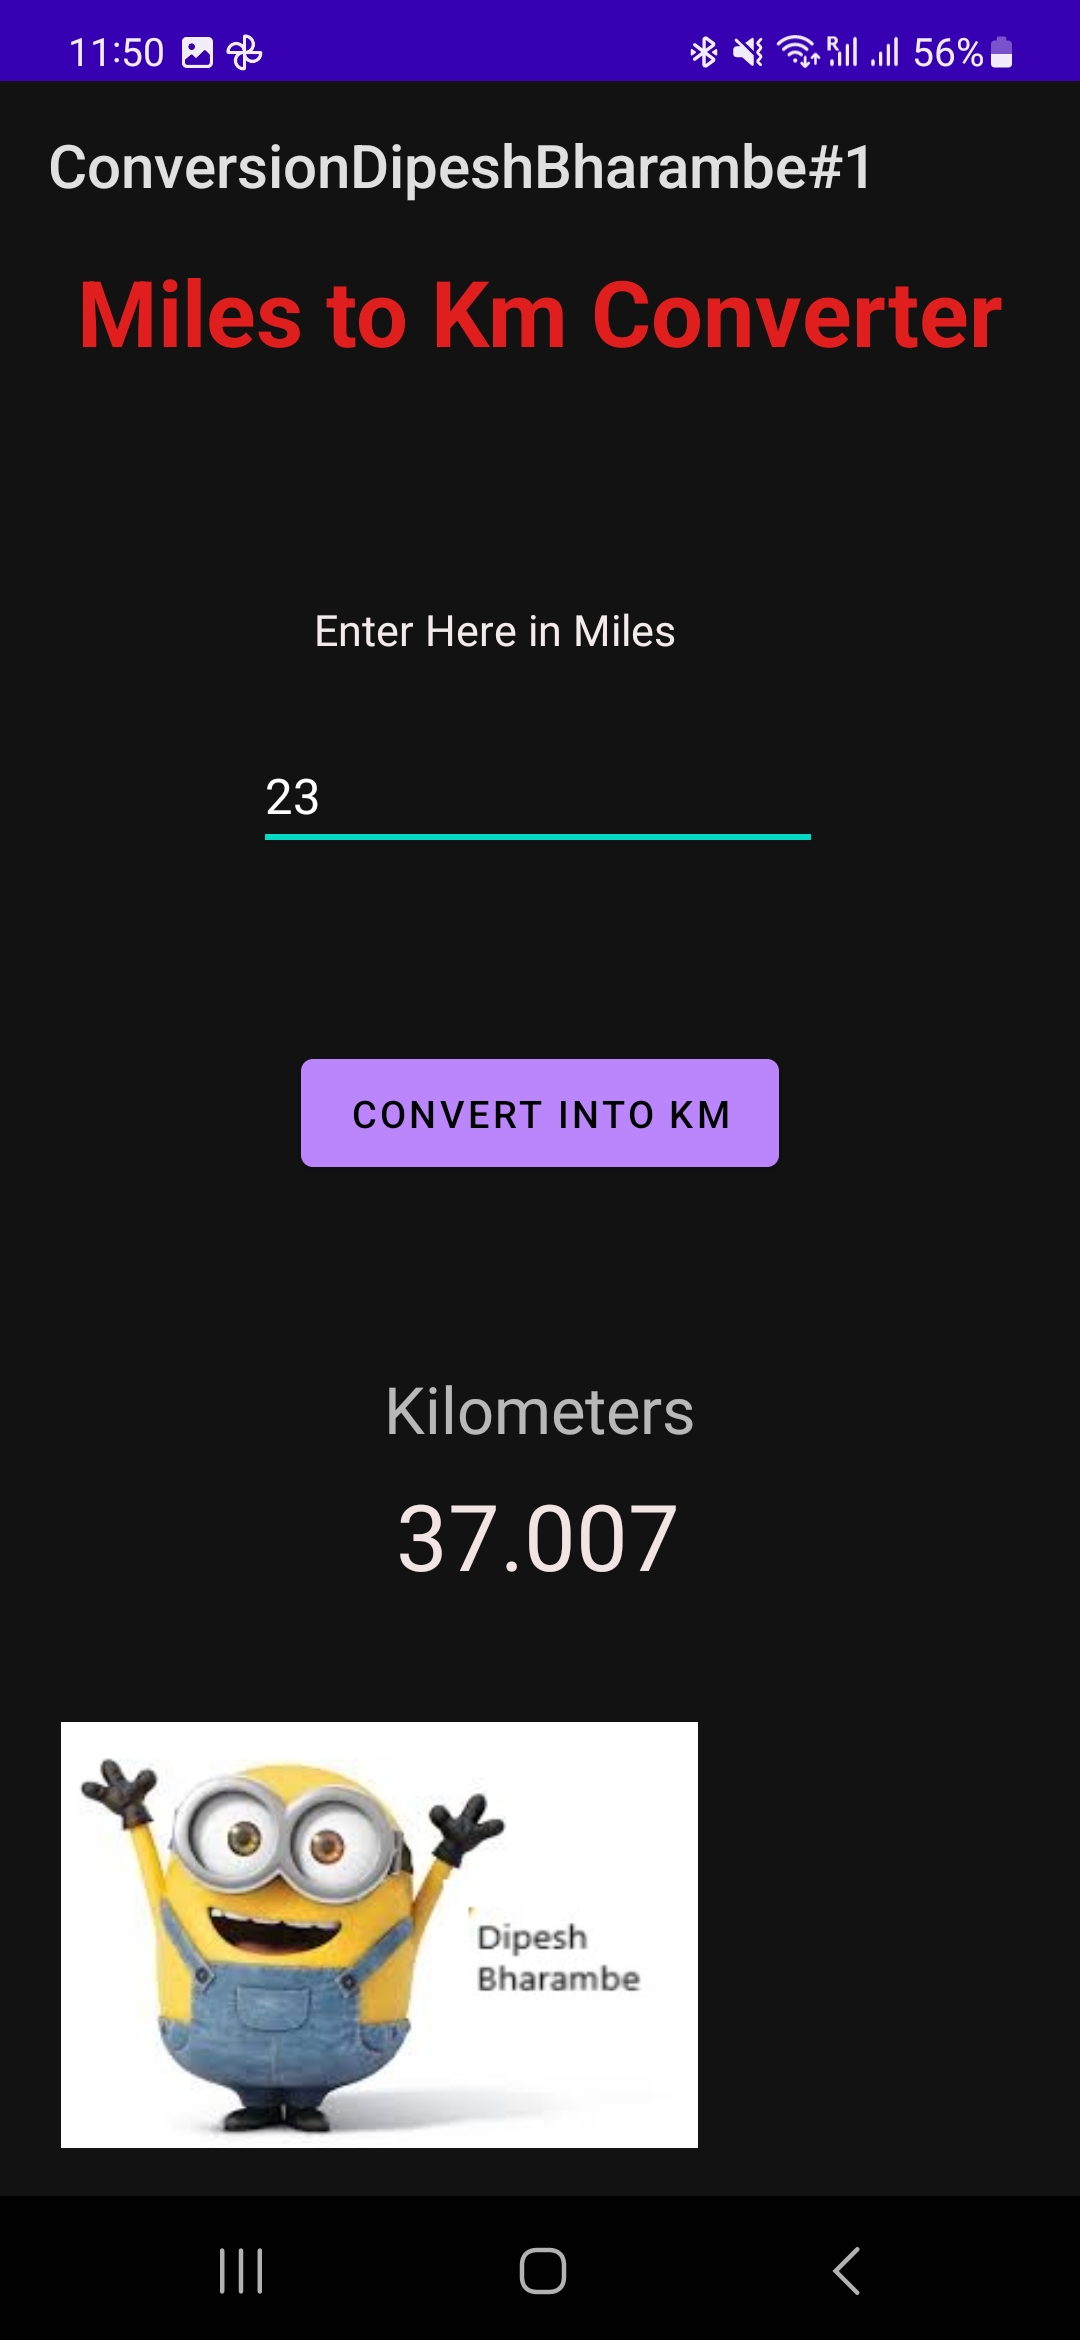 11:50 56%
ConversionDipeshBharambe#1
Miles to Km Converter
Enter Here in Miles
23
CONVERT INTO KM
Kilometers
37.007
Dipesh
Bharambe